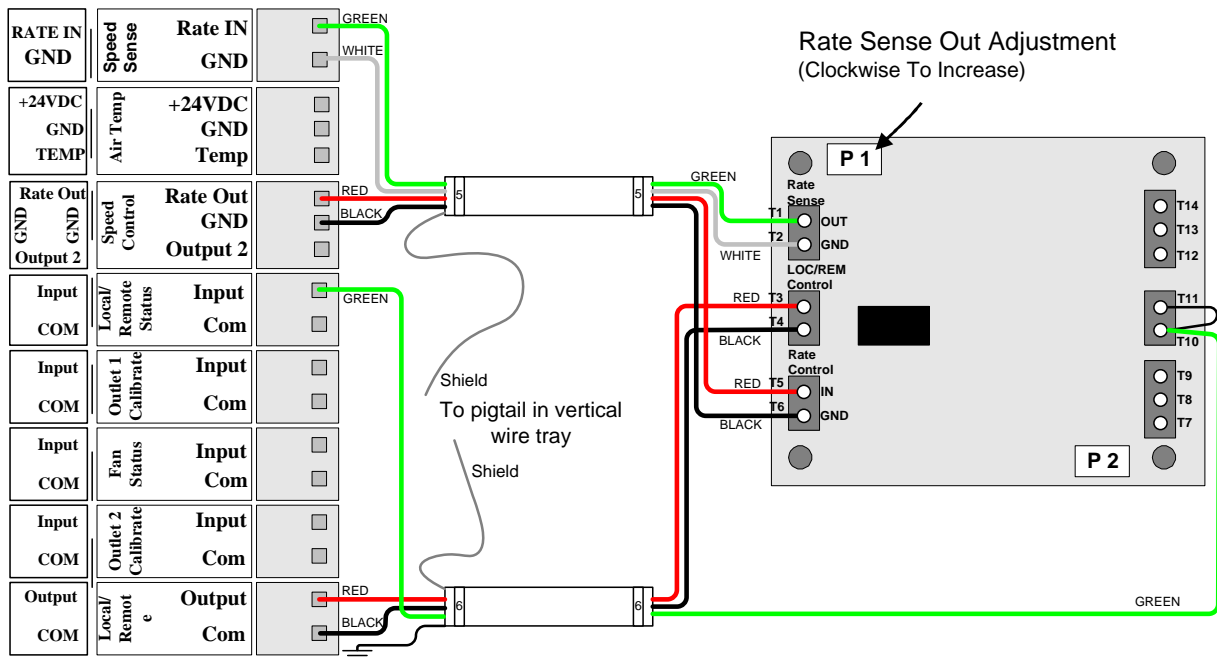 RATE IN
GND
Speed
Sense
Rate IN
GND
GREEN
WHITE
+24VDC
GND
TEMP
Air Temp
+24VDC
GND
Temp
Rate Out
GND
GND
Output 2
Speed
Control
Rate Out
GND
Output 2
RED
BLACK
Input
COM
Local/
Remote
Status
Input
Com
GREEN
Input
COM
Outlet 1
Calibrate
Input
Com
Input
COM
Fan
Status
Input
Com
Input
COM
Outlet 2
Calibrate
Input
Com
Output
COM
Local/
Remot
e
Output
Com
RED
BLACK
5
5
Shield
To pigtail in vertical
wire tray
Shield
6
6
Rate Sense Out Adjustment
(Clockwise To Increase)
P 1
GREEN
WHITE
Rate
Sense
T1
OUT
T2
GND
LOC/REM
Control
RED
T3
T4
BLACK
Rate
Control
RED
T5
IN
T6
GND
BLACK
T14
T13
T12
T11
T10
T9
T8
T7
P 2
GREEN